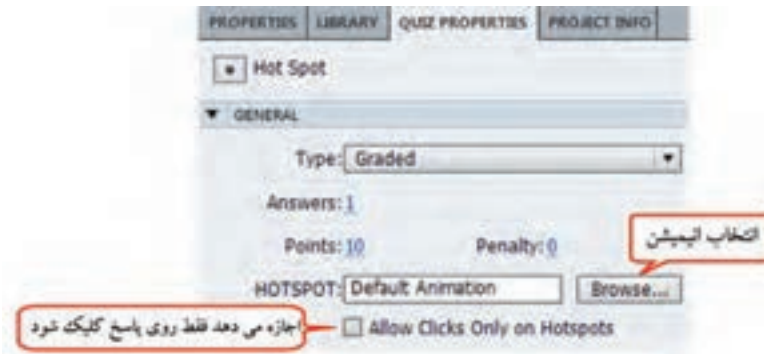 PROPERTIES LIBRARY QUIZ PROPERTIES PROJECT INFO
Hot Spot
GENERAL
Type: Graded
Answers: 1
Points: 10 Penalty: 0
انتخاب انیمیشن
HOTSPOT: Default Animation Browse...
اجازه می دهد فقط روی پاسخ کلیک شود
Allow Clicks Only on Hotspots